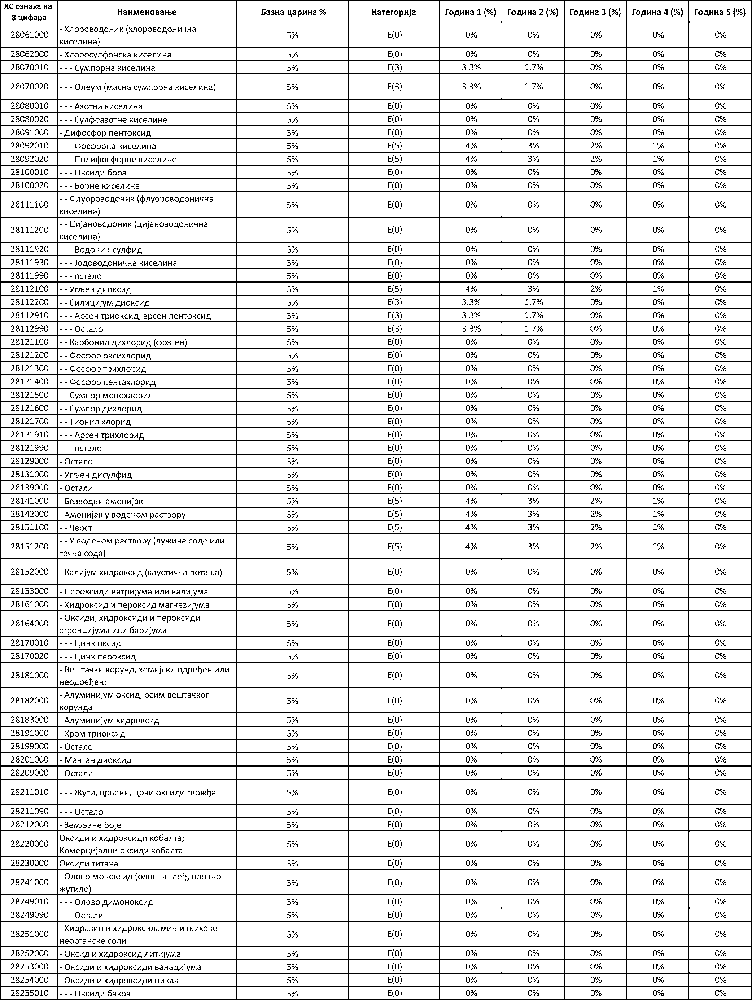 ХС ознака на 8 цифара | Наименовање | Базна царина % | Категорија | Година 1 (%) | Година 2 (%) | Година 3 (%) | Година 4 (%) | Година 5 (%)
28061000 | - Хлороводоник (хлороводонична киселина) | 5% | Е(0) | 0% | 0% | 0% | 0% | 0%
28062000 | - Хлоросулфонска киселина | 5% | Е(0) | 0% | 0% | 0% | 0% | 0%
28070010 | - - - Сумпорна киселина | 5% | Е(3) | 3.3% | 1.7% | 0% | 0% | 0%
28070020 | - - - Олеум (масна сумпорна киселина) | 5% | Е(3) | 3.3% | 1.7% | 0% | 0% | 0%
28080010 | - - - Азотна киселина | 5% | Е(0) | 0% | 0% | 0% | 0% | 0%
28080020 | - - - Сулфоазотне киселине | 5% | Е(0) | 0% | 0% | 0% | 0% | 0%
28091000 | - Дифосфор пентоксид | 5% | Е(0) | 0% | 0% | 0% | 0% | 0%
28092010 | - - - Фосфорна киселина | 5% | Е(5) | 4% | 3% | 2% | 1% | 0%
28092020 | - - - Полифосфорне киселине | 5% | Е(5) | 4% | 3% | 2% | 1% | 0%
28100010 | - - - Оксиди бора | 5% | Е(0) | 0% | 0% | 0% | 0% | 0%
28100020 | - - - Борне киселине | 5% | Е(0) | 0% | 0% | 0% | 0% | 0%
28111100 | - - Флуороводоник (флуороводонична киселина) | 5% | Е(0) | 0% | 0% | 0% | 0% | 0%
28111200 | - - Цијановодоник (цијановодонична киселина) | 5% | Е(0) | 0% | 0% | 0% | 0% | 0%
28111920 | - - - Водоник-сулфид | 5% | Е(0) | 0% | 0% | 0% | 0% | 0%
28111930 | - - - Јодоводонична киселина | 5% | Е(0) | 0% | 0% | 0% | 0% | 0%
28111990 | - - - остало | 5% | Е(0) | 0% | 0% | 0% | 0% | 0%
28112100 | - - Угљен диоксид | 5% | Е(5) | 4% | 3% | 2% | 1% | 0%
28112200 | - - Силицијум диоксид | 5% | Е(3) | 3.3% | 1.7% | 0% | 0% | 0%
28112910 | - - - Арсен триоксид, арсен пентоксид | 5% | Е(3) | 3.3% | 1.7% | 0% | 0% | 0%
28112990 | - - - Остало | 5% | Е(3) | 3.3% | 1.7% | 0% | 0% | 0%
28121100 | - - Карбонил дихлорид (фозген) | 5% | Е(0) | 0% | 0% | 0% | 0% | 0%
28121200 | - - Фосфор оксихлорид | 5% | Е(0) | 0% | 0% | 0% | 0% | 0%
28121300 | - - Фосфор трихлорид | 5% | Е(0) | 0% | 0% | 0% | 0% | 0%
28121400 | - - Фосфор пентахлорид | 5% | Е(0) | 0% | 0% | 0% | 0% | 0%
28121500 | - - Сумпор монохлорид | 5% | Е(0) | 0% | 0% | 0% | 0% | 0%
28121600 | - - Сумпор дихлорид | 5% | Е(0) | 0% | 0% | 0% | 0% | 0%
28121700 | - - Тионил хлорид | 5% | Е(0) | 0% | 0% | 0% | 0% | 0%
28121910 | - - - Арсен трихлорид | 5% | Е(0) | 0% | 0% | 0% | 0% | 0%
28121990 | - - - остало | 5% | Е(0) | 0% | 0% | 0% | 0% | 0%
28129000 | - Остало | 5% | Е(0) | 0% | 0% | 0% | 0% | 0%
28131000 | - Угљен дисулфид | 5% | Е(0) | 0% | 0% | 0% | 0% | 0%
28139000 | - Остали | 5% | Е(0) | 0% | 0% | 0% | 0% | 0%
28141000 | - Безводни амонијак | 5% | Е(5) | 4% | 3% | 2% | 1% | 0%
28142000 | - Амонијак у воденом раствору | 5% | Е(5) | 4% | 3% | 2% | 1% | 0%
28151100 | - - Чврст | 5% | Е(5) | 4% | 3% | 2% | 1% | 0%
28151200 | - - У воденом раствору (лужина соде или течна сода) | 5% | Е(5) | 4% | 3% | 2% | 1% | 0%
28152000 | - Калијум хидроксид (каустична поташа) | 5% | Е(0) | 0% | 0% | 0% | 0% | 0%
28153000 | - Пероксиди натријума или калијума | 5% | Е(0) | 0% | 0% | 0% | 0% | 0%
28161000 | - Хидроксид и пероксид магнезијума | 5% | Е(0) | 0% | 0% | 0% | 0% | 0%
28164000 | - Оксиди, хидроксиди и пероксиди стронцијума или баријума | 5% | Е(0) | 0% | 0% | 0% | 0% | 0%
28170010 | - - - Цинк оксид | 5% | Е(0) | 0% | 0% | 0% | 0% | 0%
28170020 | - - - Цинк пероксид | 5% | Е(0) | 0% | 0% | 0% | 0% | 0%
28181000 | - Вештачки корунд, хемијски одређен или неодређен: | 5% | Е(0) | 0% | 0% | 0% | 0% | 0%
28182000 | - Алуминијум оксид, осим вештачког корунда | 5% | Е(0) | 0% | 0% | 0% | 0% | 0%
28183000 | - Алуминијум хидроксид | 5% | Е(0) | 0% | 0% | 0% | 0% | 0%
28191000 | - Хром триоксид | 5% | Е(0) | 0% | 0% | 0% | 0% | 0%
28199000 | - Остало | 5% | Е(0) | 0% | 0% | 0% | 0% | 0%
28201000 | - Манган диоксид | 5% | Е(0) | 0% | 0% | 0% | 0% | 0%
28209000 | - Остали | 5% | Е(0) | 0% | 0% | 0% | 0% | 0%
28211010 | - - - Жути, црвени, црни оксиди гвожђа | 5% | Е(0) | 0% | 0% | 0% | 0% | 0%
28211090 | - - - Остало | 5% | Е(0) | 0% | 0% | 0% | 0% | 0%
28212000 | - Земљане боје | 5% | Е(0) | 0% | 0% | 0% | 0% | 0%
28220000 | Оксиди и хидроксиди кобалта; Комерцијални оксиди кобалта | 5% | Е(0) | 0% | 0% | 0% | 0% | 0%
28230000 | Оксиди титана | 5% | Е(0) | 0% | 0% | 0% | 0% | 0%
28241000 | - Олово моноксид (оловна глеђ, оловно жутило) | 5% | Е(0) | 0% | 0% | 0% | 0% | 0%
28249010 | - - - Олово димоноксид | 5% | Е(0) | 0% | 0% | 0% | 0% | 0%
28249090 | - - - Остали | 5% | Е(0) | 0% | 0% | 0% | 0% | 0%
28251000 | - Хидразин и хидроксиламин и њихове неорганске соли | 5% | Е(0) | 0% | 0% | 0% | 0% | 0%
28252000 | - Оксид и хидроксид литијума | 5% | Е(0) | 0% | 0% | 0% | 0% | 0%
28253000 | - Оксиди и хидроксиди ванадијума | 5% | Е(0) | 0% | 0% | 0% | 0% | 0%
28254000 | - Оксиди и хидроксиди никла | 5% | Е(0) | 0% | 0% | 0% | 0% | 0%
28255010 | - - - Оксиди бакра | 5% | Е(0) | 0% | 0% | 0% | 0% | 0%